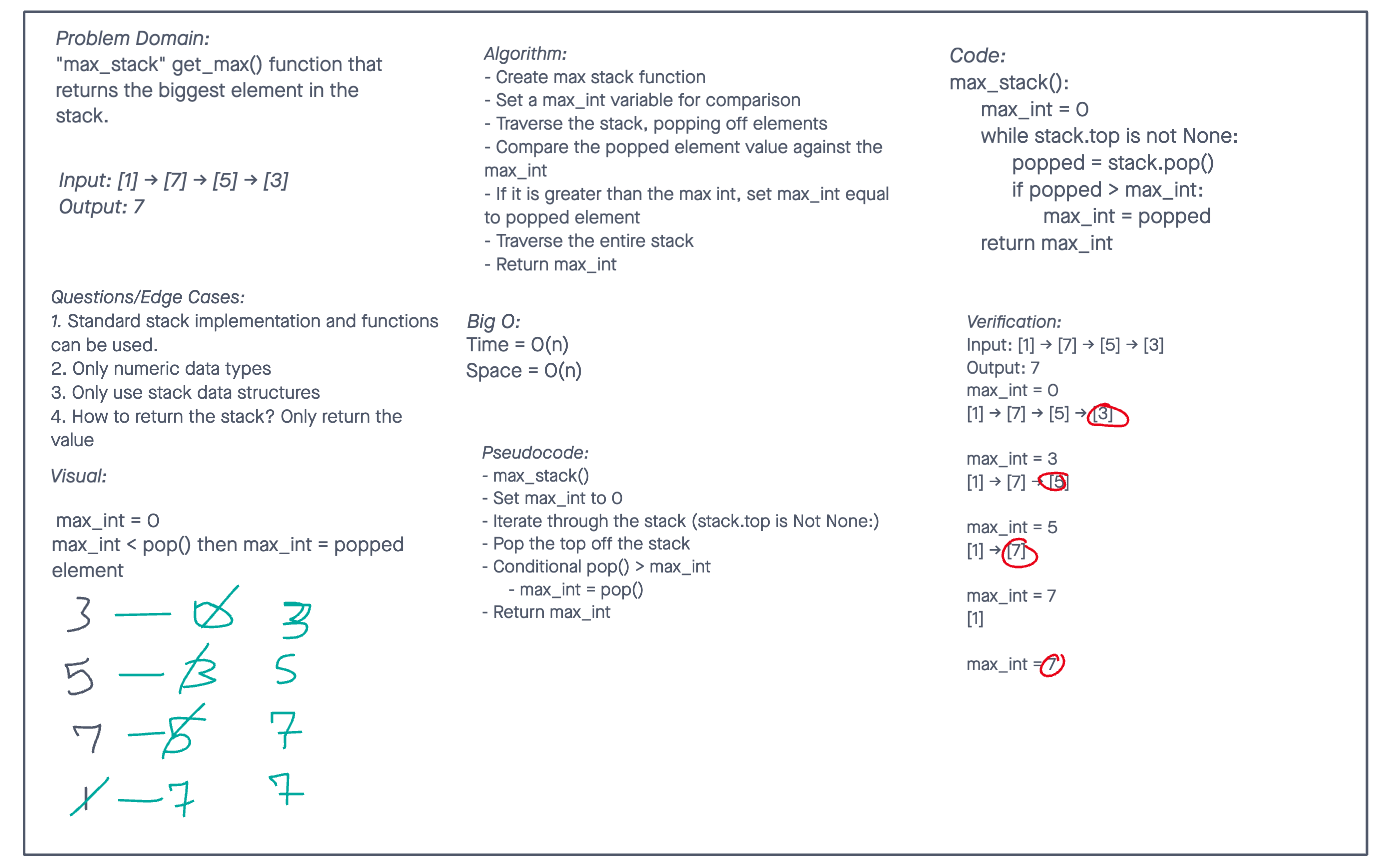 Problem Domain:
"max_stack" get_max() function that
returns the biggest element in the
stack.
Input: [1] → [7] → [5] → [3]
Output: 7
Questions/Edge Cases:
1. Standard stack implementation and functions
can be used.
2. Only numeric data types
3. Only use stack data structures
4. How to return the stack? Only return the
value
Visual:
max_int = 0
max_int < pop() then max_int = popped
element
3 — 0 3
5 — 3 5
7 — 5 7
1 — 7 7
Algorithm:
- Create max stack function
- Set a max_int variable for comparison
- Traverse the stack, popping off elements
- Compare the popped element value against the
max_int
- If it is greater than the max int, set max_int equal
to popped element
- Traverse the entire stack
- Return max_int
Big O:
Time = O(n)
Space = O(n)
Pseudocode:
- max_stack()
- Set max_int to 0
- Iterate through the stack (stack.top is Not None:)
- Pop the top off the stack
- Conditional pop() > max_int
- max_int = pop()
- Return max_int
Code:
max_stack():
max_int = 0
while stack.top is not None:
popped = stack.pop()
if popped > max_int:
max_int = popped
return max_int
Verification:
Input: [1] → [7] → [5] → [3]
Output: 7
max_int = 0
[1] → [7] → [5] → [3]
max_int = 3
[1] → [7] → [5]
max_int = 5
[1] → [7]
max_int = 7
[1]
max_int = 7